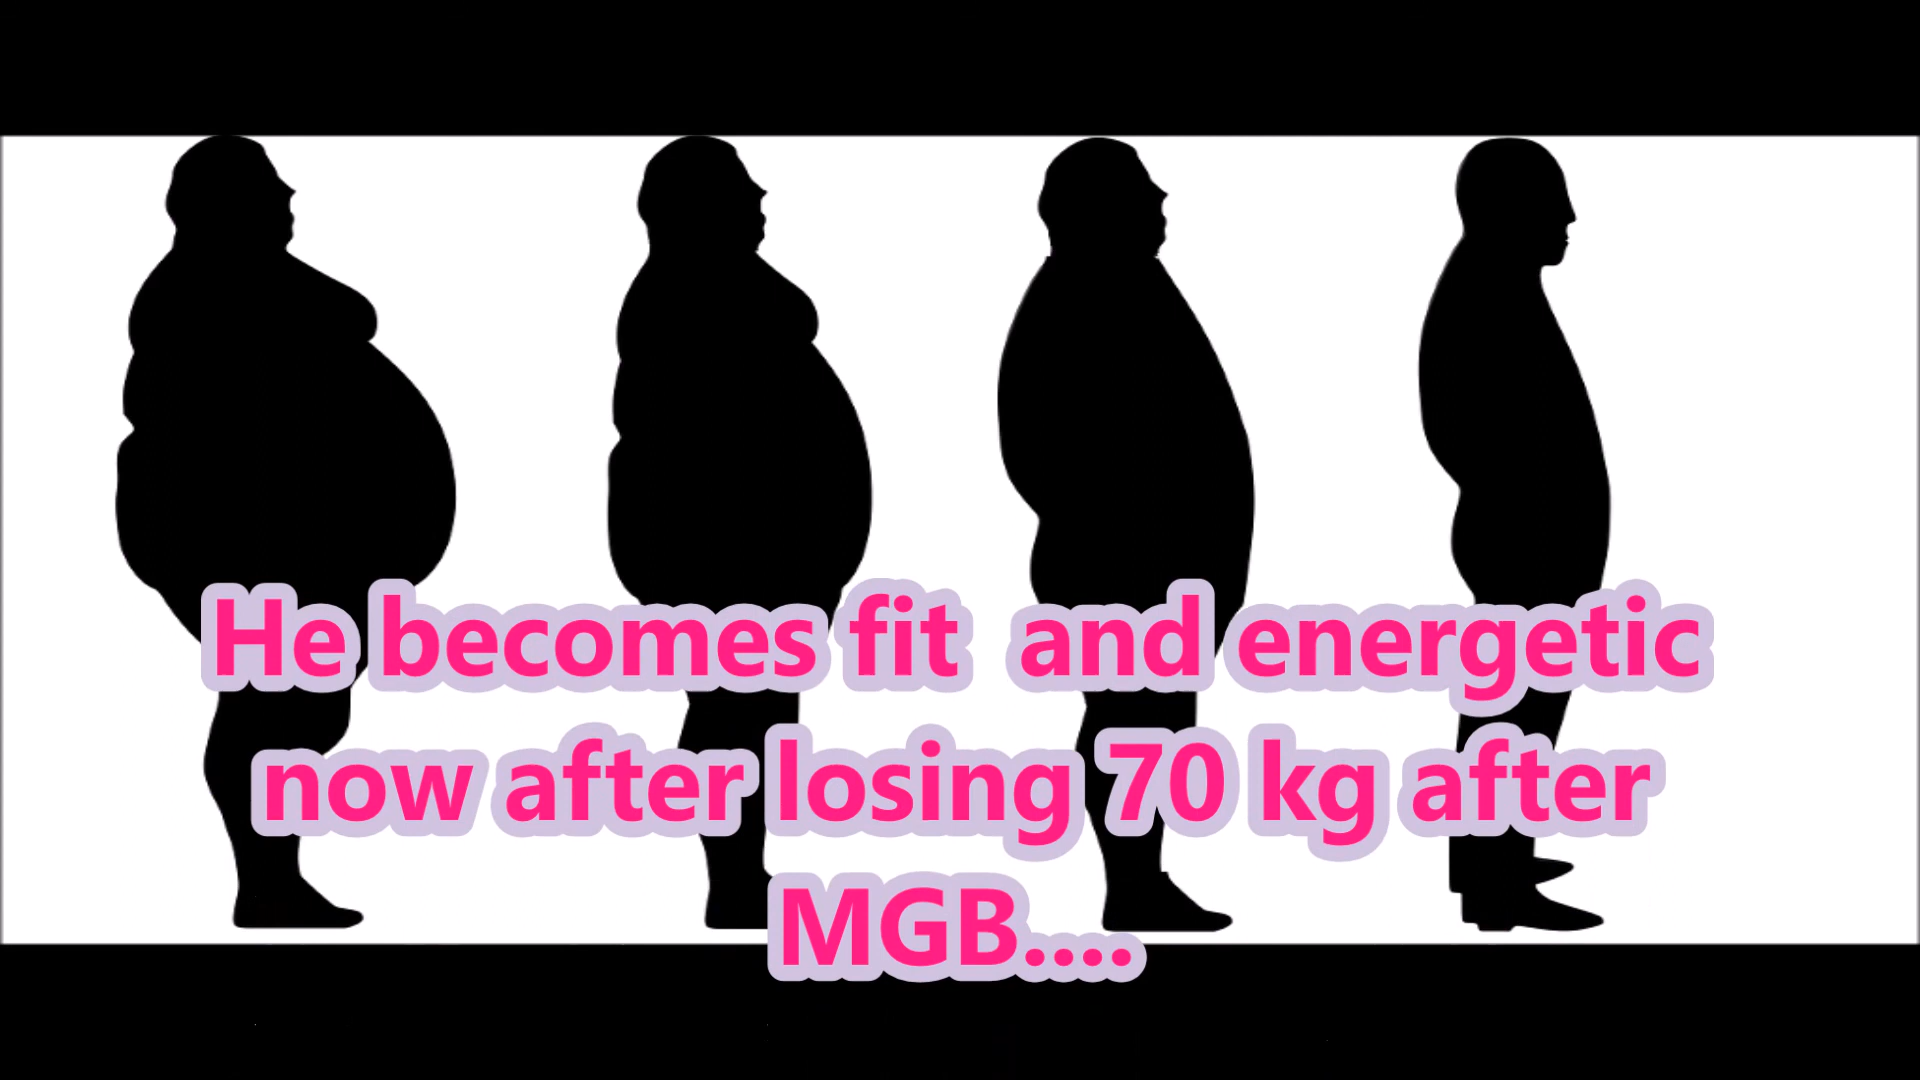 He becomes fit  and energetic
now after losing 70 kg after
MGB....